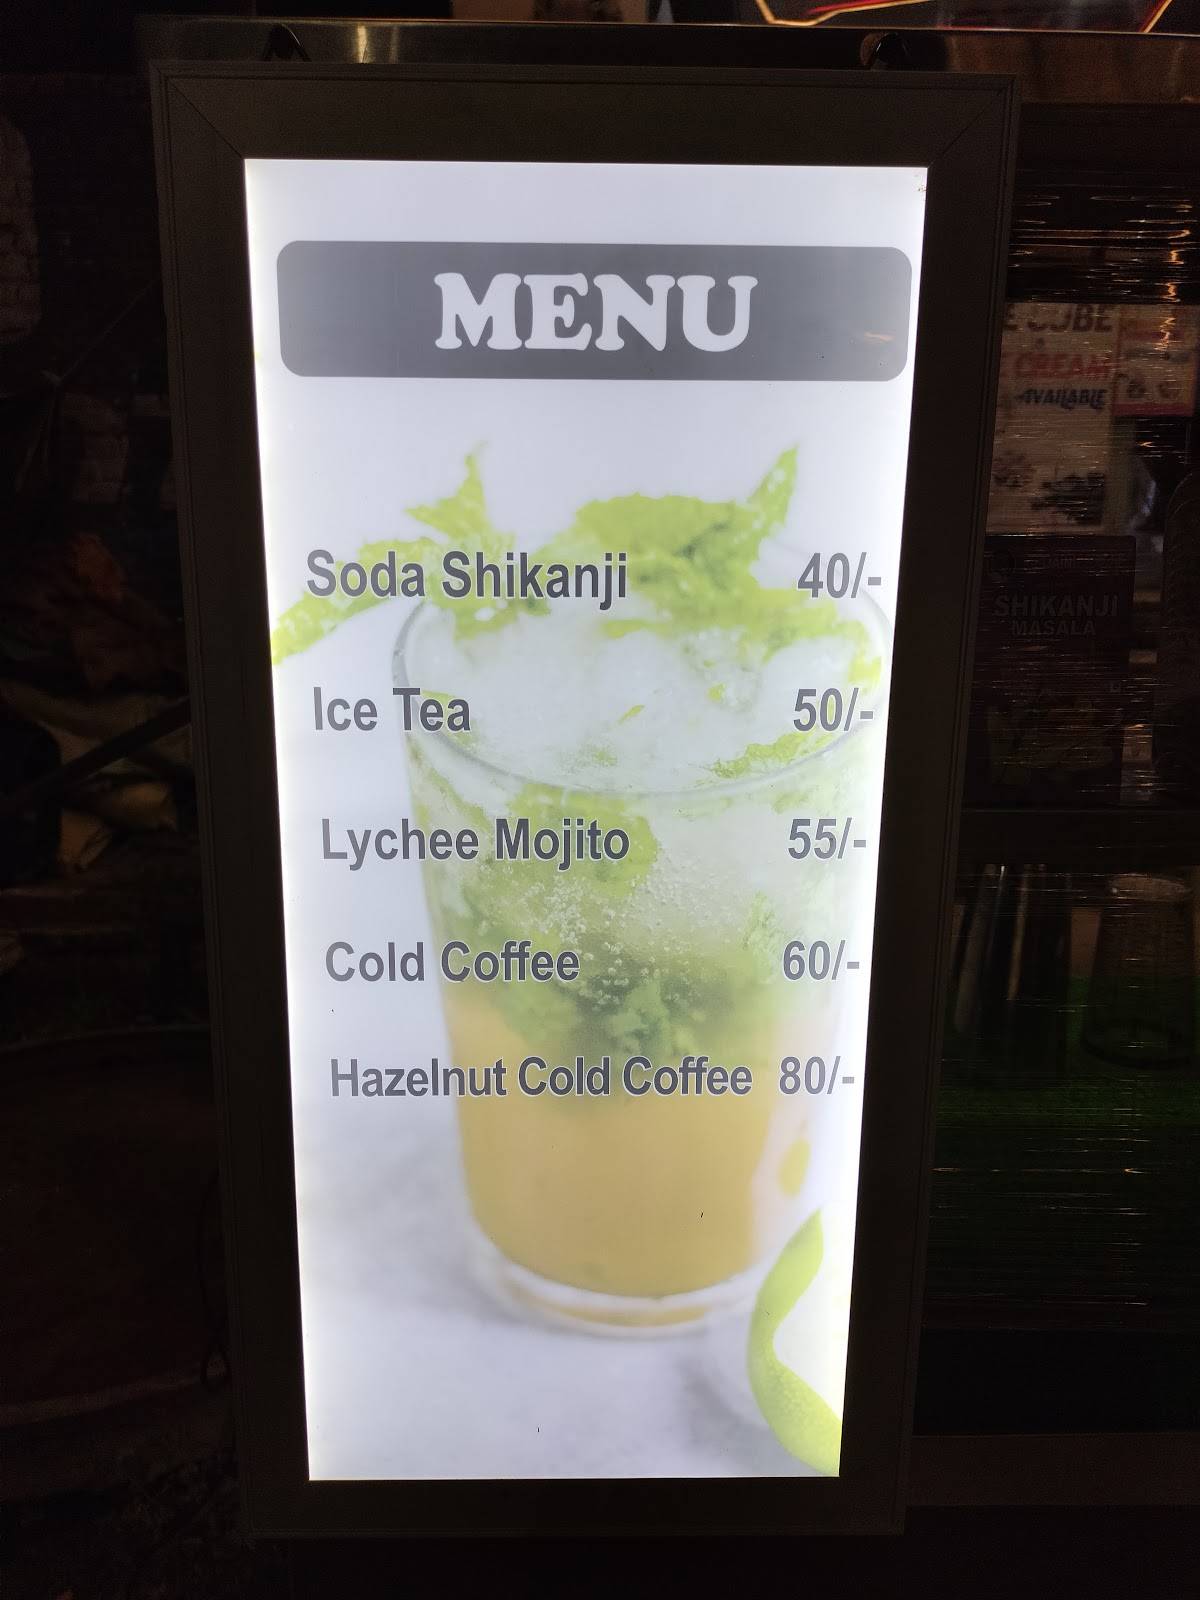 MENU
Soda Shikanji 40/-
Ice Tea 50/-
Lychee Mojito 55/-
Cold Coffee 60/-
Hazelnut Cold Coffee 80/-
CUBE
CREAM
AVAILABLE
SHIKANJI
MASALA